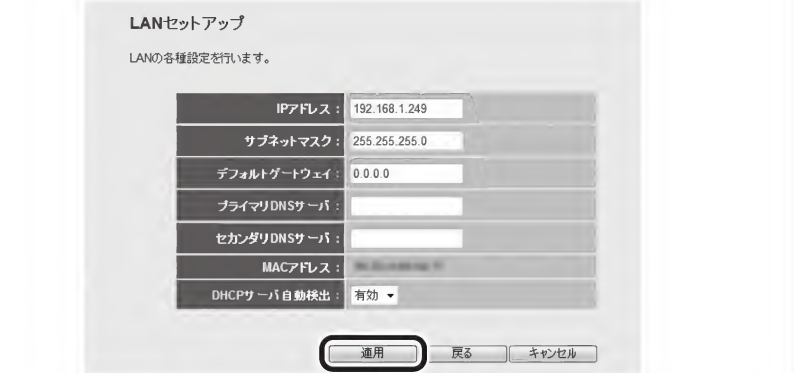 LANセットアップ
LANの各種設定を行います。
IPアドレス： 192.168.1.249
サブネットマスク： 255.255.255.0
デフォルトゲートウェイ： 0.0.0.0
プライマリDNSサーバ：
セカンダリDNSサーバ：
MACアドレス：
DHCPサーバ自動検出： 有効
適用 戻る キャンセル